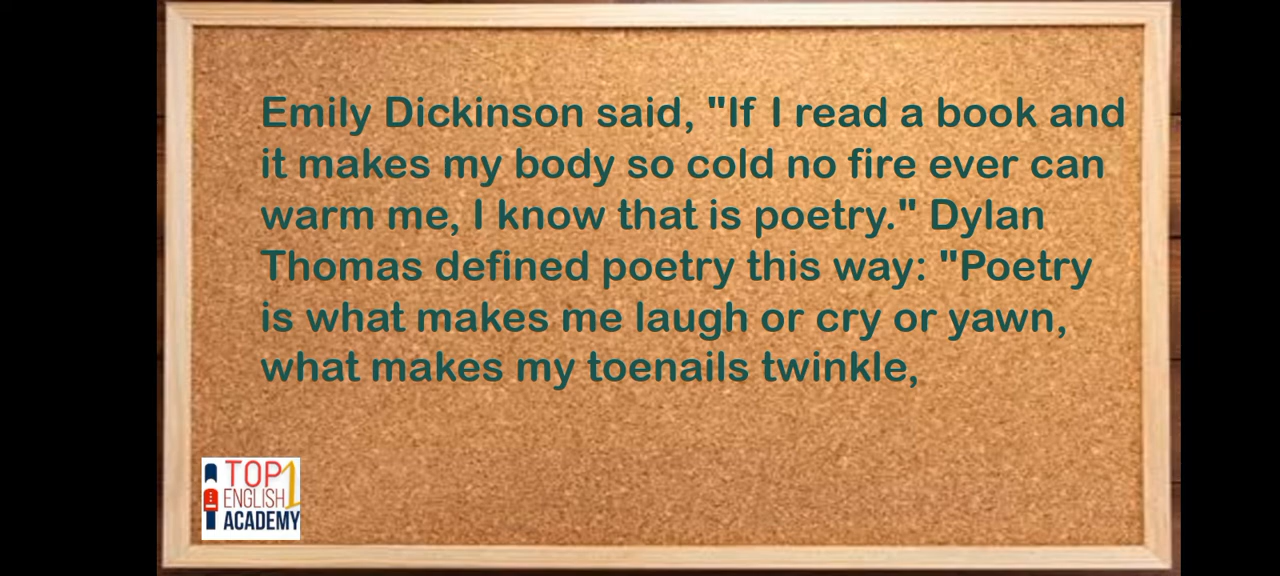 Emily Dickinson said, "If I read a book and
it makes my body so cold no fire ever can
warm me, I know that is poetry." Dylan
Thomas defined poetry this way: "Poetry
is what makes me laugh or cry or yawn,
what makes my toenails twinkle,
TOP 1
ENGLISH
ACADEMY